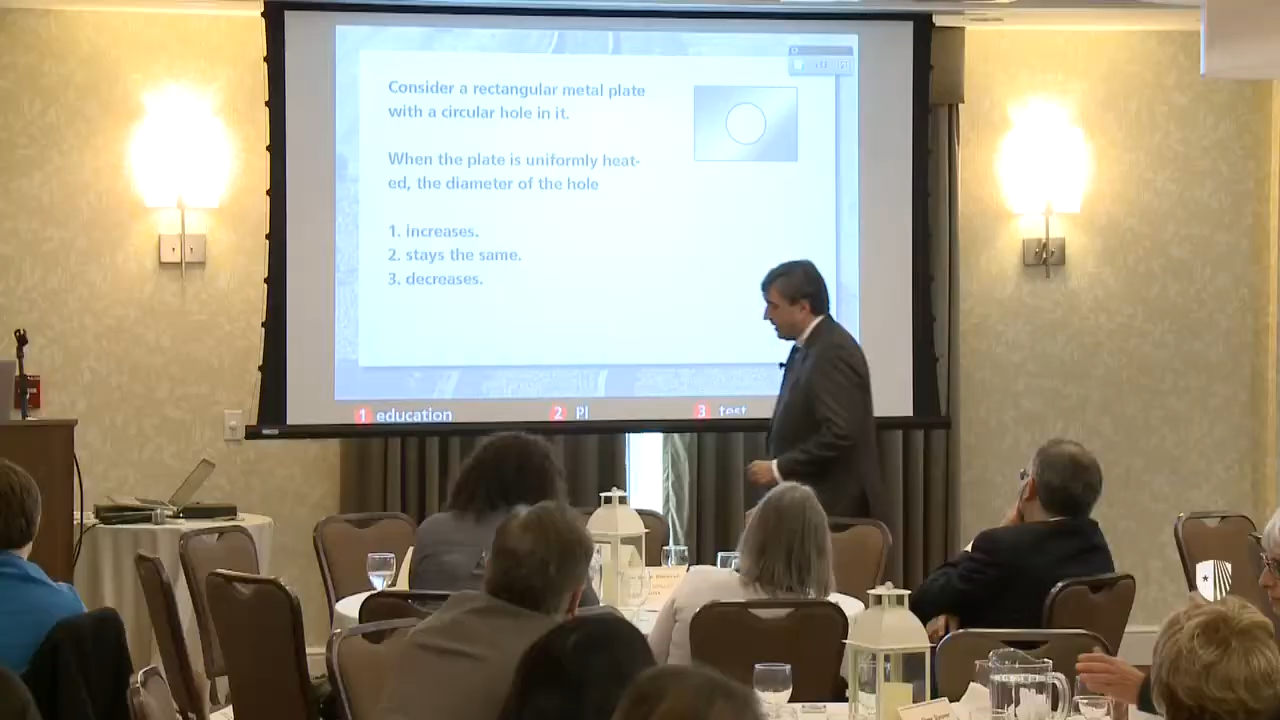 Consider a rectangular metal plate
with a circular hole in it.
When the plate is uniformly heat-
ed, the diameter of the hole
1. increases.
2. stays the same.
3. decreases.
1 education
2 PI
3 test